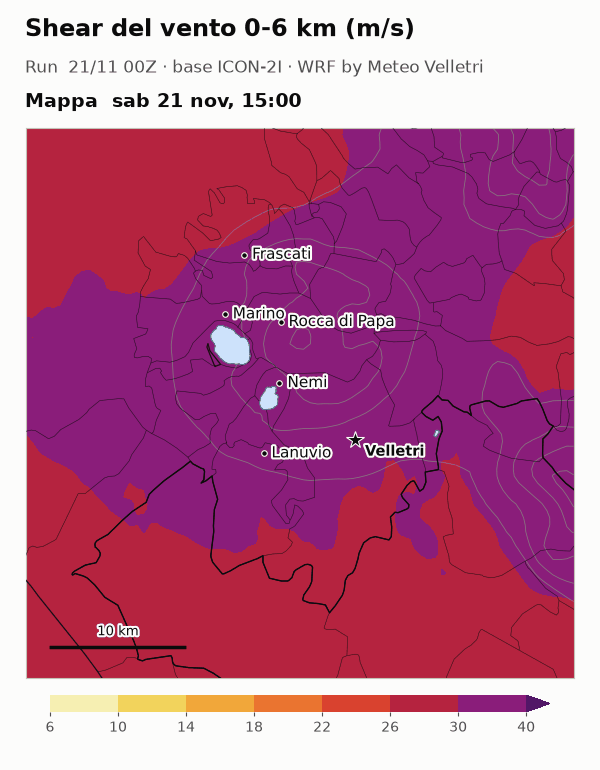 Shear del vento 0-6 km (m/s)
Run  21/11 00Z · base ICON-2I · WRF by Meteo Velletri
Mappa  sab 21 nov, 15:00
Frascati
Marino
Rocca di Papa
Nemi
Velletri
Lanuvio
10 km
6 10 14 18 22 26 30 40